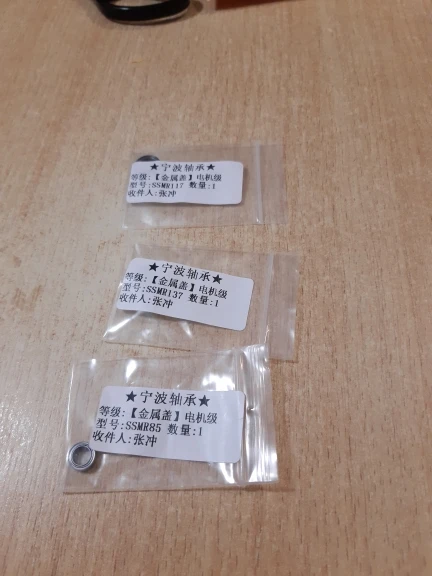 ★宁波轴承★
等级:【金属盖】电机级
型号:SSMR117 数量:1
收件人:张冲
★宁波轴承★
等级:【金属盖】电机级
型号:SSMR137 数量:1
收件人:张冲
★宁波轴承★
等级:【金属盖】电机级
型号:SSMR85 数量:1
收件人:张冲